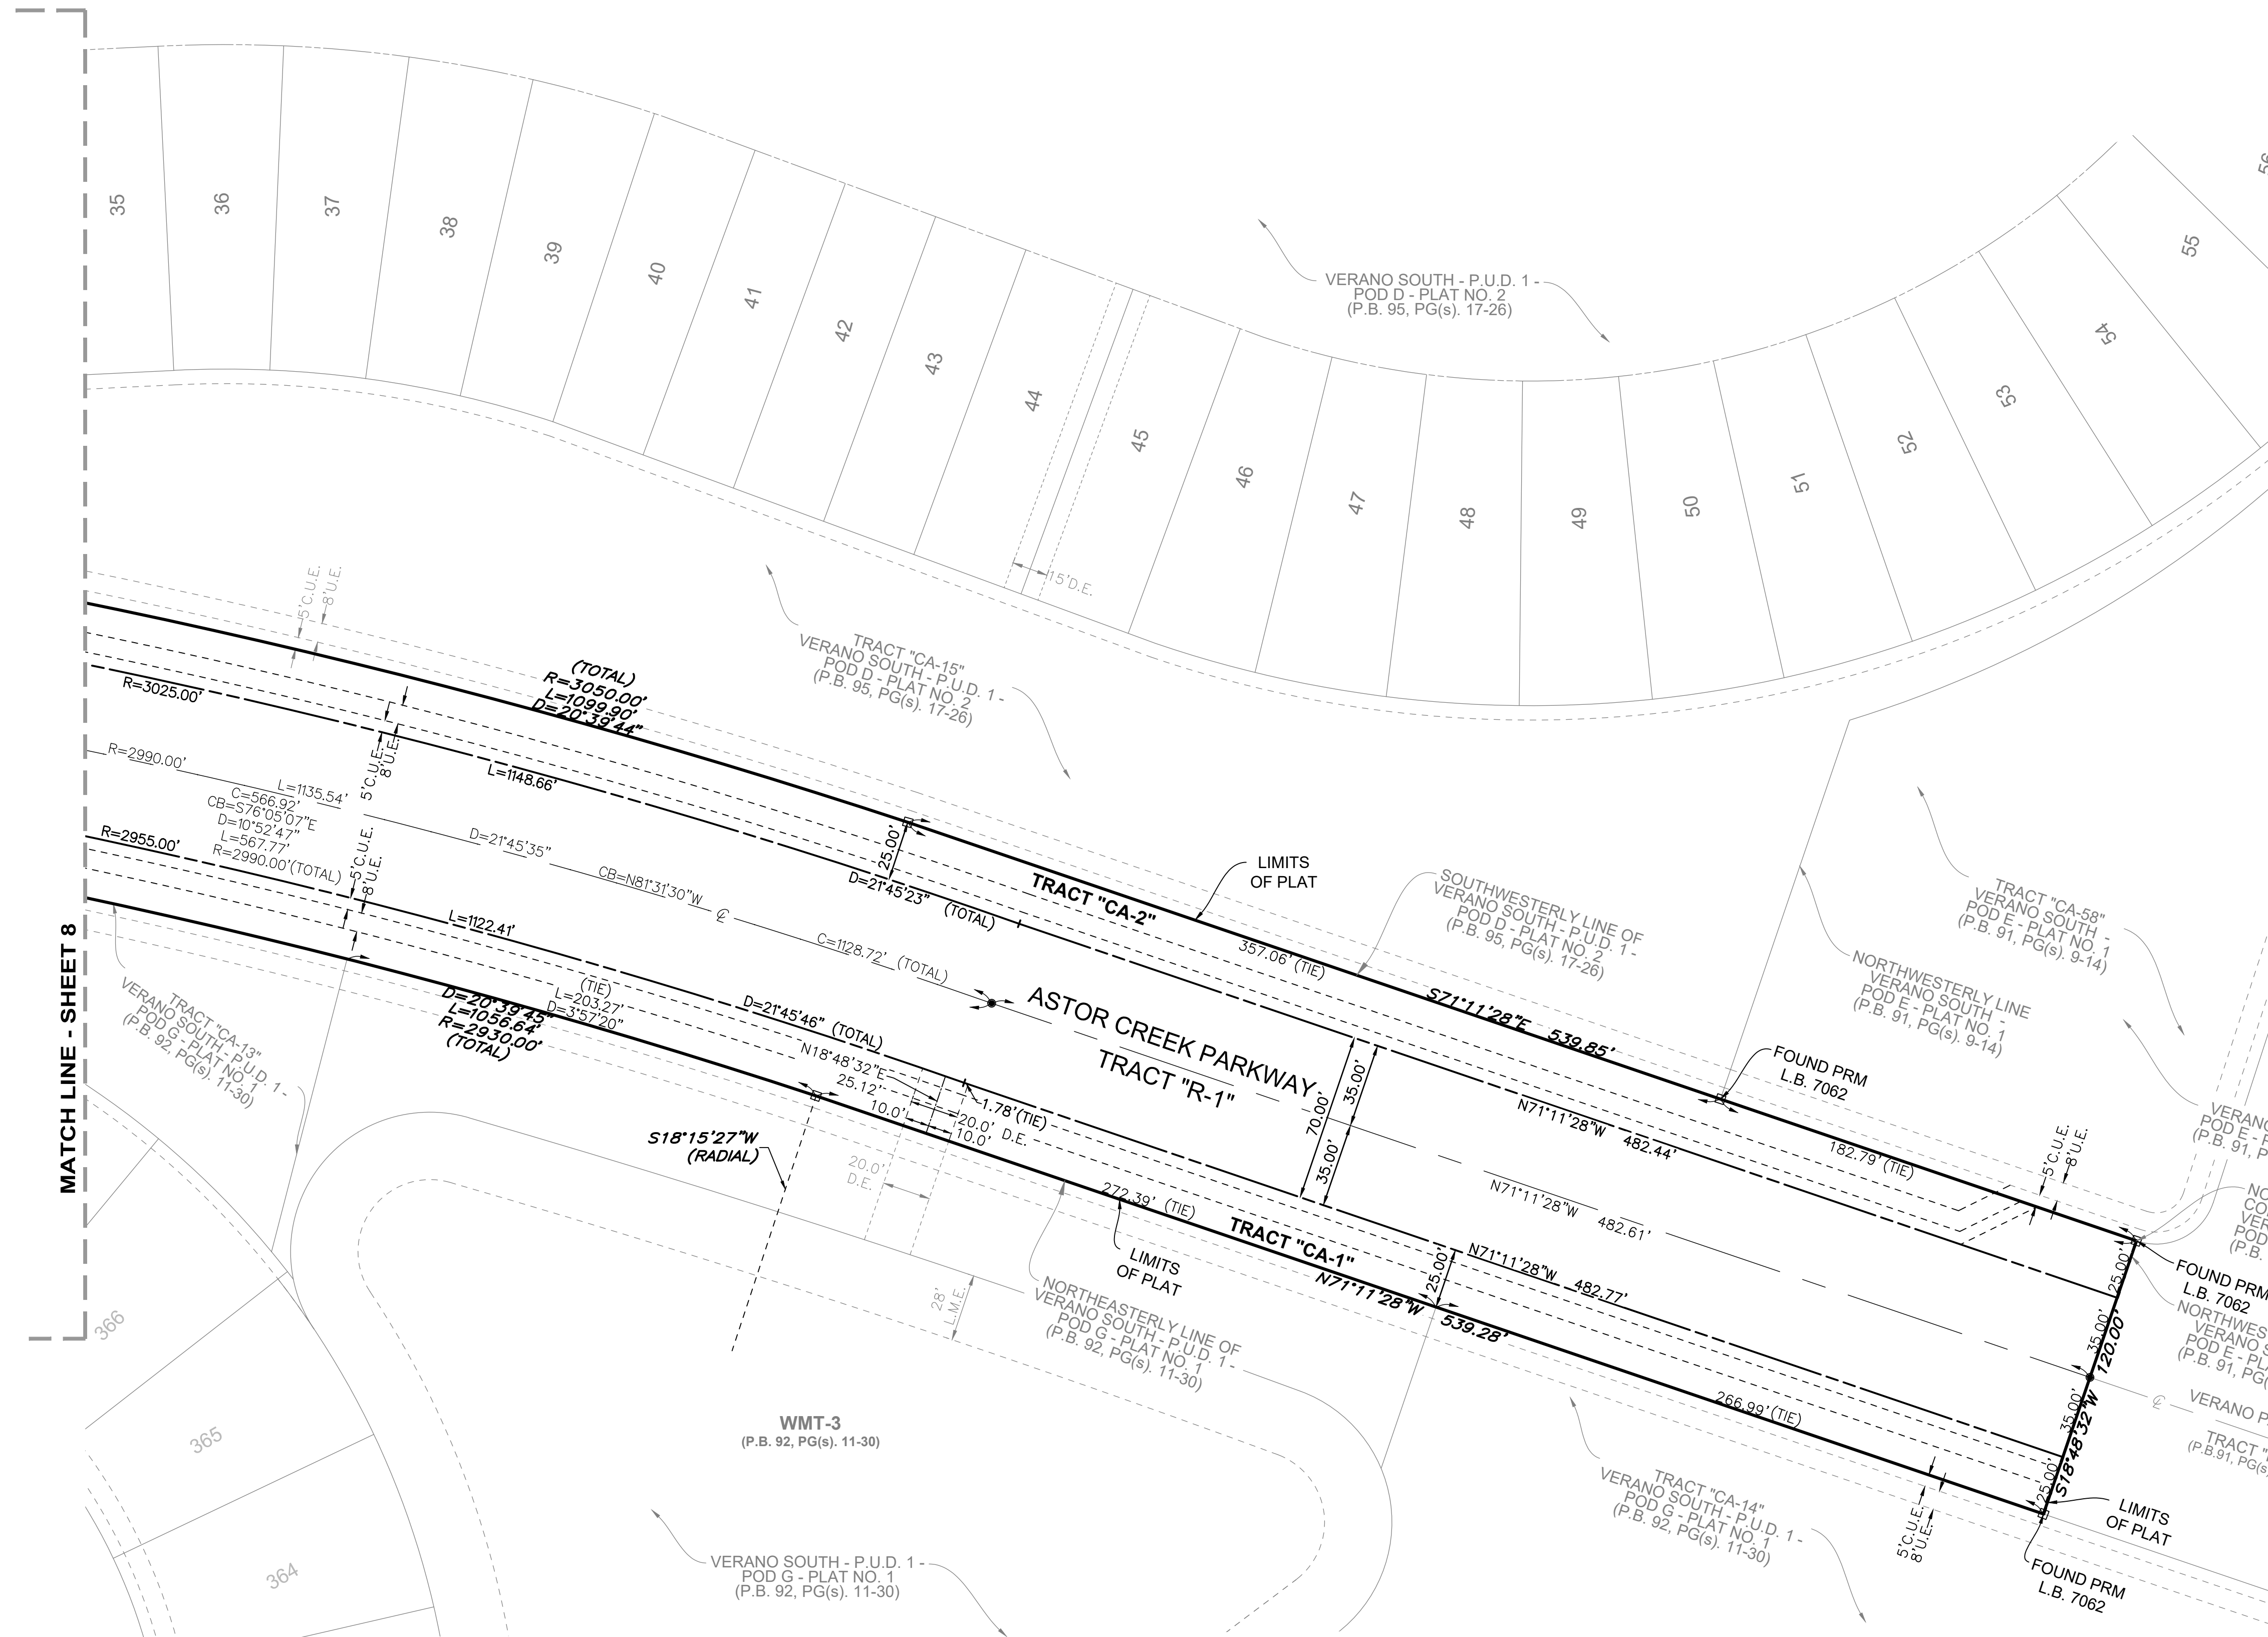 35
36
37
38
39
40
41
42
43
44
45
46
47
48
49
50
51
52
53
54
55
VERANO SOUTH - P.U.D. 1 -
POD D - PLAT NO. 2
(P.B. 95, PG(s). 17-26)
15' D.E.
5' C.U.E.
8' U.E.
TRACT "CA-15"
VERANO SOUTH - P.U.D. 1 -
POD D - PLAT NO. 2
(P.B. 95, PG(s). 17-26)
(TOTAL)
R=3050.00'
L=1099.90'
D=20°39'44"
R=3025.00'
L=1148.66'
D=21°45'23" (TOTAL)
5' C.U.E.
8' U.E.
R=2990.00'
L=1135.54'
D=21°45'35"
CB=N81°31'30"W
C=1128.72' (TOTAL)
C=566.92'
CB=S76°05'07"E
D=10°52'47"
L=567.77'
R=2990.00' (TOTAL)
R=2955.00'
L=1122.41'
D=21°45'46" (TOTAL)
5' C.U.E.
8' U.E.
25.00'
TRACT "CA-2"
LIMITS
OF PLAT
357.06' (TIE)
SOUTHWESTERLY LINE OF
VERANO SOUTH - P.U.D. 1 -
POD D - PLAT NO. 2
(P.B. 95, PG(s). 17-26)
S71°11'28"E 539.85'
TRACT "CA-58"
VERANO SOUTH -
POD E - PLAT NO. 1
(P.B. 91, PG(s). 9-14)
NORTHWESTERLY LINE
VERANO SOUTH -
POD E - PLAT NO. 1
(P.B. 91, PG(s). 9-14)
FOUND PRM
L.B. 7062
182.79' (TIE)
5' C.U.E.
8' U.E.
ASTOR CREEK PARKWAY
TRACT "R-1"
70.00'
35.00'
35.00'
N71°11'28"W 482.44'
N71°11'28"W 482.61'
N71°11'28"W 482.77'
MATCH LINE - SHEET 8
TRACT "CA-13"
VERANO SOUTH - P.U.D. 1 -
POD G - PLAT NO. 1
(P.B. 92, PG(s). 11-30)
D=20°39'45"
L=1056.64'
R=2930.00'
(TOTAL)
(TIE)
L=203.27'
D=3°57'20"
N18°48'32"E
25.12'
10.0'
20.0' D.E.
10.0'
1.78' (TIE)
S18°15'27"W
(RADIAL)
20.0'
D.E.
272.39' (TIE)
TRACT "CA-1"
LIMITS
OF PLAT
N71°11'28"W 539.28'
25.00'
28'
L.M.E.
NORTHEASTERLY LINE OF
VERANO SOUTH - P.U.D. 1 -
POD G - PLAT NO. 1
(P.B. 92, PG(s). 11-30)
266.99' (TIE)
25.00'
35.00'
35.00'
25.00'
S18°48'32"W 120.00'
FOUND PRM
L.B. 7062
VERANO
POD E -
(P.B. 91,
POD
(P.B.
VERANO
POD E -
(P.B. 91,
VERANO
TRACT
LIMITS
OF PLAT
FOUND PRM
L.B. 7062
5' C.U.E.
8' U.E.
TRACT "CA-14"
VERANO SOUTH - P.U.D. 1 -
POD G - PLAT NO. 1
(P.B. 92, PG(s). 11-30)
WMT-3
(P.B. 92, PG(s). 11-30)
VERANO SOUTH - P.U.D. 1 -
POD G - PLAT NO. 1
(P.B. 92, PG(s). 11-30)
366
365
364